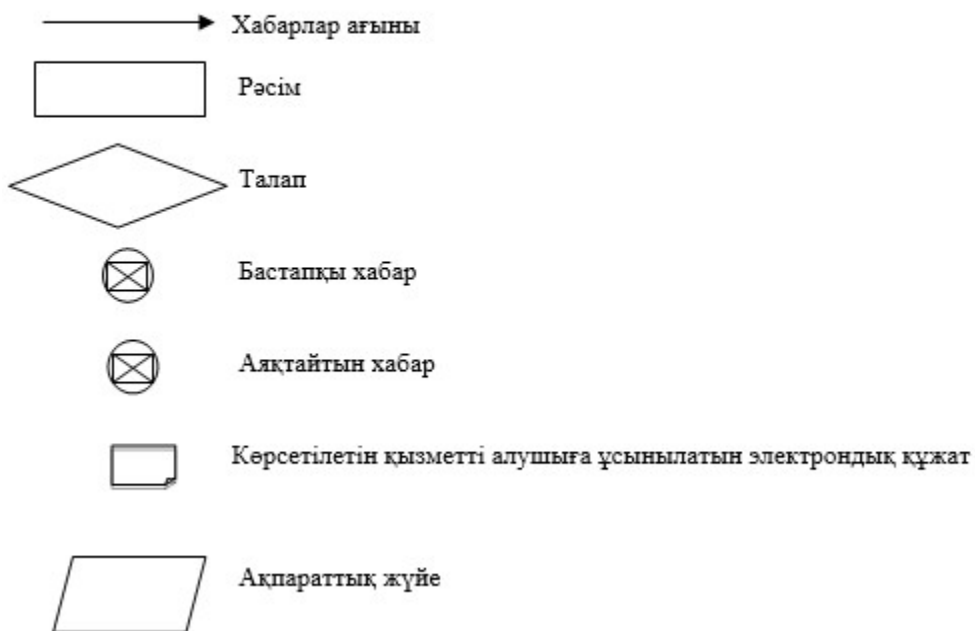 Хабарлар ағыны
Рәсім
Талап
Бастапқы хабар
Аяқтайтын хабар
Көрсетілетін қызметті алушыға ұсынылатын электрондық құжат
Ақпараттық жүйе